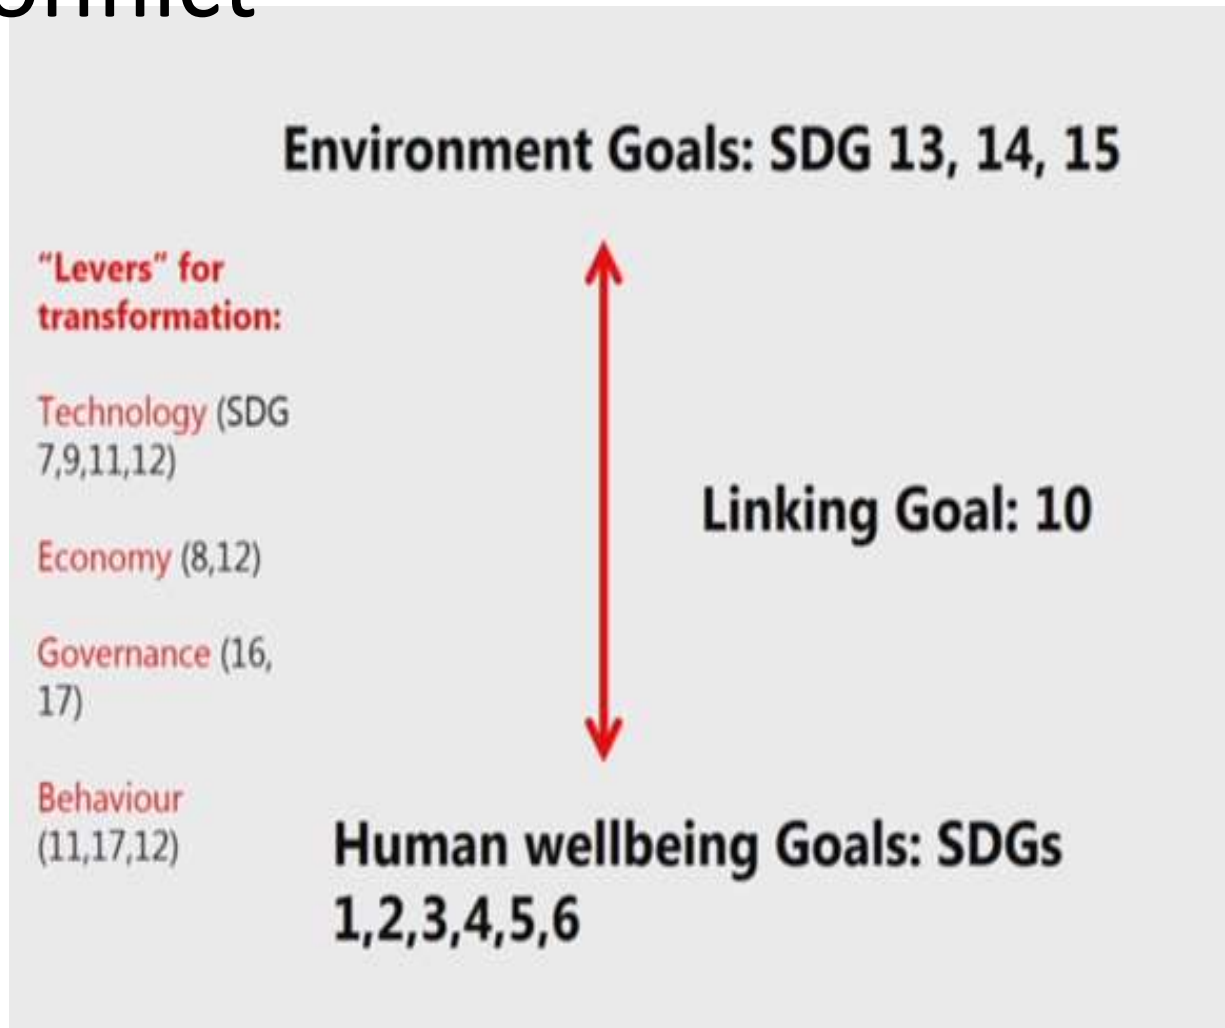 Environment Goals: SDG 13, 14, 15
“Levers” for
transformation:
Technology (SDG
7,9,11,12)
Economy (8,12)
Governance (16,
17)
Behaviour
(11,17,12)
Linking Goal: 10
Human wellbeing Goals: SDGs
1,2,3,4,5,6